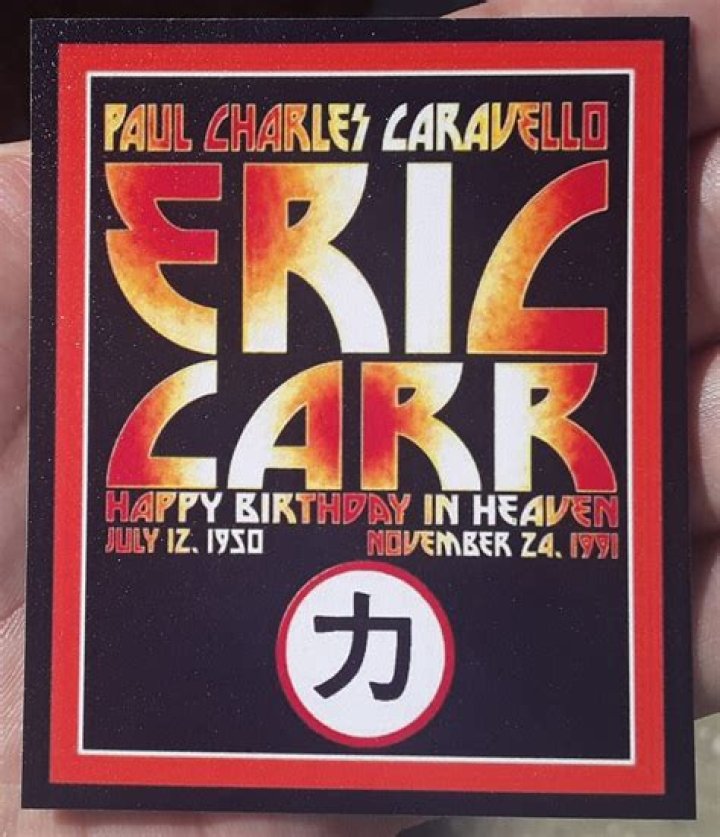 PAUL CHARLES CARAVELLO
ERIC
CARR
HAPPY BIRTHDAY IN HEAVEN
JULY 12, 1950 NOVEMBER 24, 1991
力